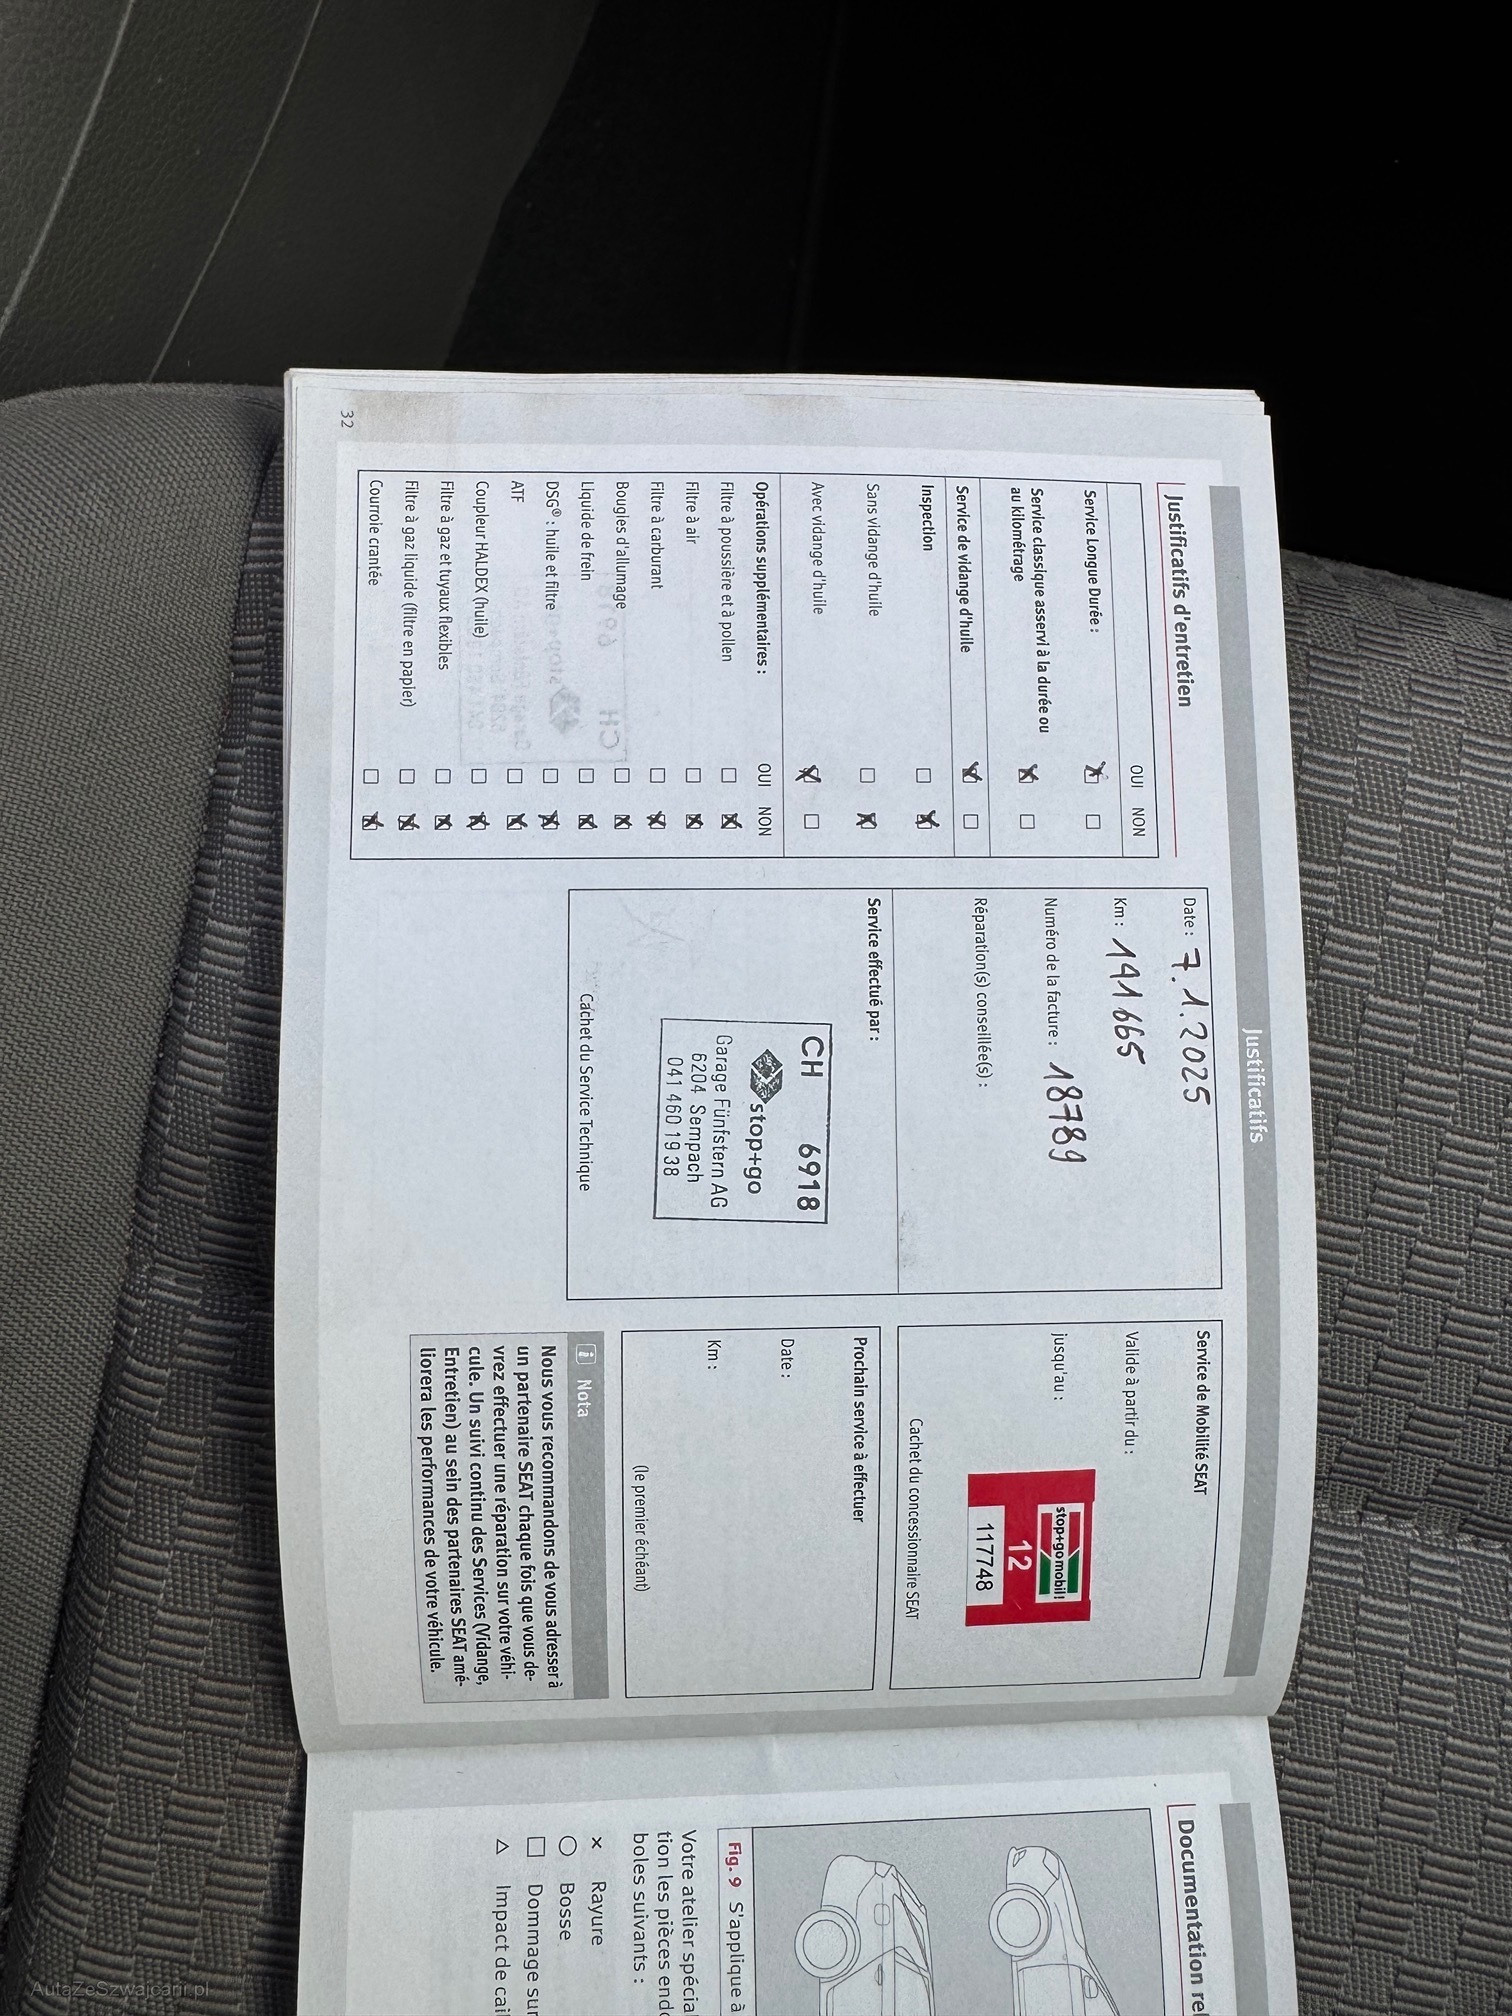 Justificatifs
Justificatifs d'entretien
OUI NON
Service Longue Durée :
Service classique asservi à la durée ou
au kilométrage
Service de vidange d'huile
Inspection
Sans vidange d'huile
Avec vidange d'huile
Opérations supplémentaires : OUI NON
Filtre à poussière et à pollen
Filtre à air
Filtre à carburant
Bougies d'allumage
Liquide de frein
DSG® : huile et filtre
ATF
Coupleur HALDEX (huile)
Filtre à gaz et tuyaux flexibles
Filtre à gaz liquide (filtre en papier)
Courroie crantée
32
Date : 7.1.2025
Km : 141665
Numéro de la facture : 18789
Réparation(s) conseillée(s) :
Service effectué par :
CH 6918
stop+go
Garage Fünfstern AG
6204 Sempach
041 460 19 38
Cachet du Service Technique
Service de Mobilité SEAT
Valide à partir du :
jusqu'au :
stop+go mobil!
12
117748
Cachet du concessionnaire SEAT
Prochain service à effectuer
Date :
Km :
(le premier échéant)
i Nota
Nous vous recommandons de vous adresser à
un partenaire SEAT chaque fois que vous de-
vrez effectuer une réparation sur votre véhi-
cule. Un suivi continu des Services (Vidange,
Entretien) au sein des partenaires SEAT amé-
liorera les performances de votre véhicule.
Documentation rel
Fig. 9 S'applique à
Votre atelier spécial
tion les pièces end
boles suivants :
× Rayure
○ Bosse
□ Dommage sur
△ Impact de cail
AutaZeSzwajcarii.pl